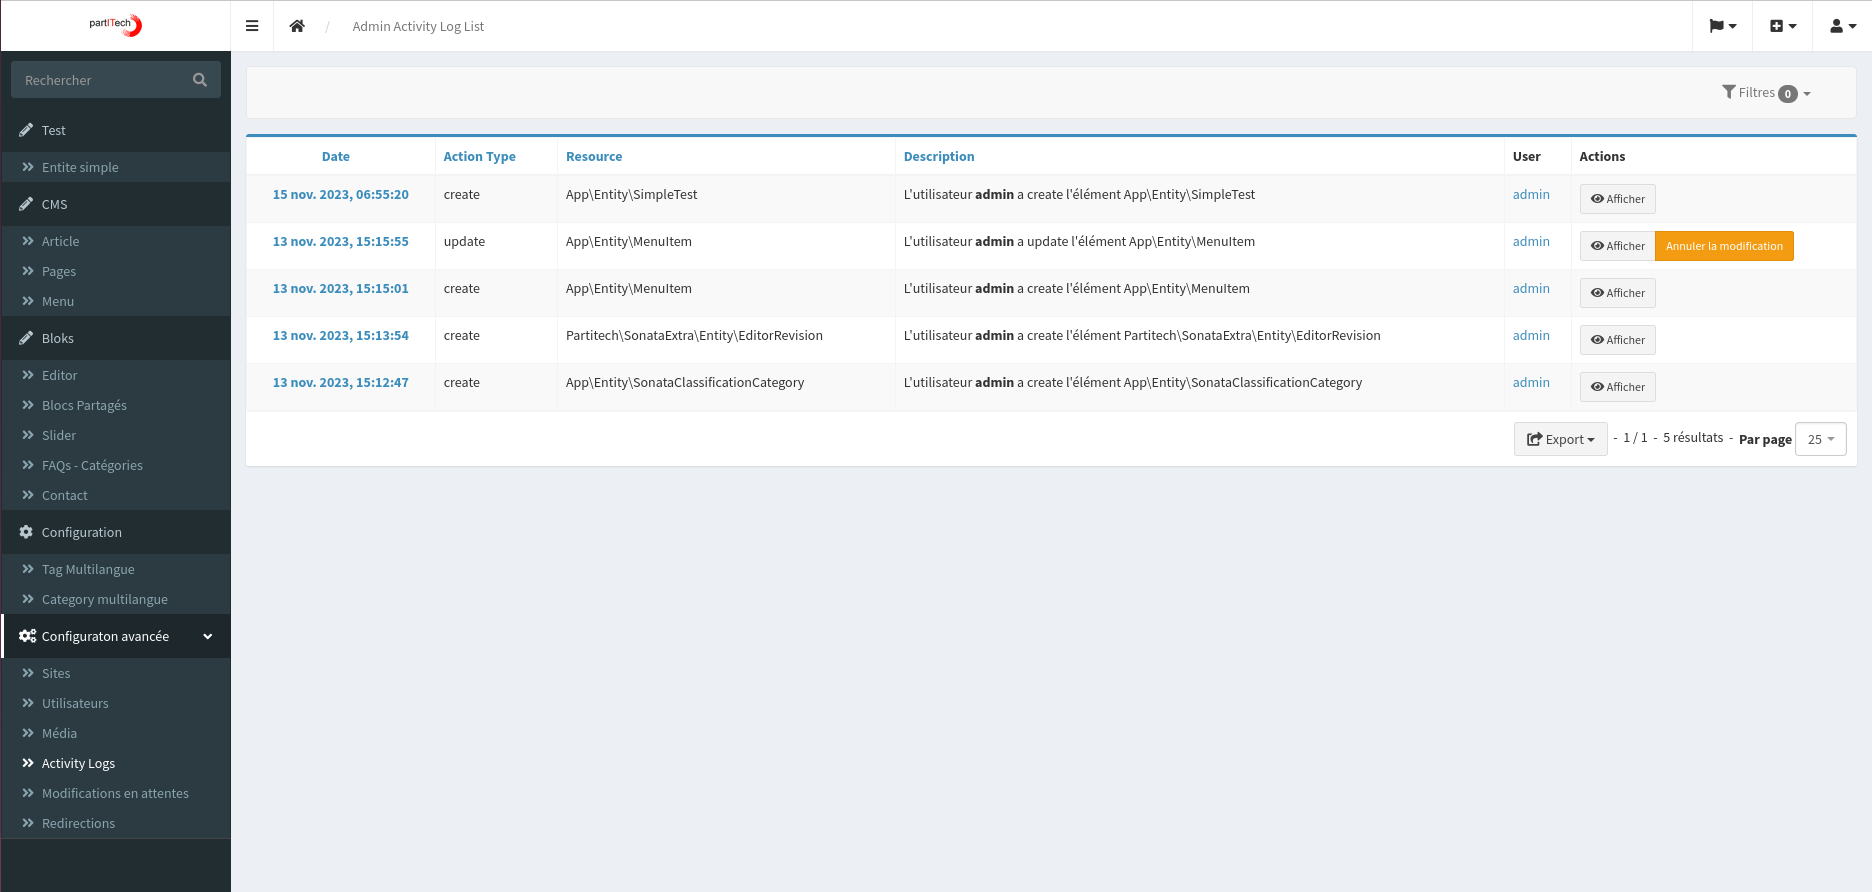 partITech
Admin Activity Log List
Rechercher
Test
Entite simple
CMS
Article
Pages
Menu
Bloks
Editor
Blocs Partagés
Slider
FAQs - Catégories
Contact
Configuration
Tag Multilangue
Category multilangue
Configuraton avancée
Sites
Utilisateurs
Média
Activity Logs
Modifications en attentes
Redirections
Filtres 0
Date Action Type Resource Description User Actions
15 nov. 2023, 06:55:20 create App\Entity\SimpleTest L'utilisateur admin a create l'élément App\Entity\SimpleTest admin Afficher
13 nov. 2023, 15:15:55 update App\Entity\MenuItem L'utilisateur admin a update l'élément App\Entity\MenuItem admin Afficher Annuler la modification
13 nov. 2023, 15:15:01 create App\Entity\MenuItem L'utilisateur admin a create l'élément App\Entity\MenuItem admin Afficher
13 nov. 2023, 15:13:54 create Partitech\SonataExtra\Entity\EditorRevision L'utilisateur admin a create l'élément Partitech\SonataExtra\Entity\EditorRevision admin Afficher
13 nov. 2023, 15:12:47 create App\Entity\SonataClassificationCategory L'utilisateur admin a create l'élément App\Entity\SonataClassificationCategory admin Afficher
Export - 1 / 1 - 5 résultats - Par page 25